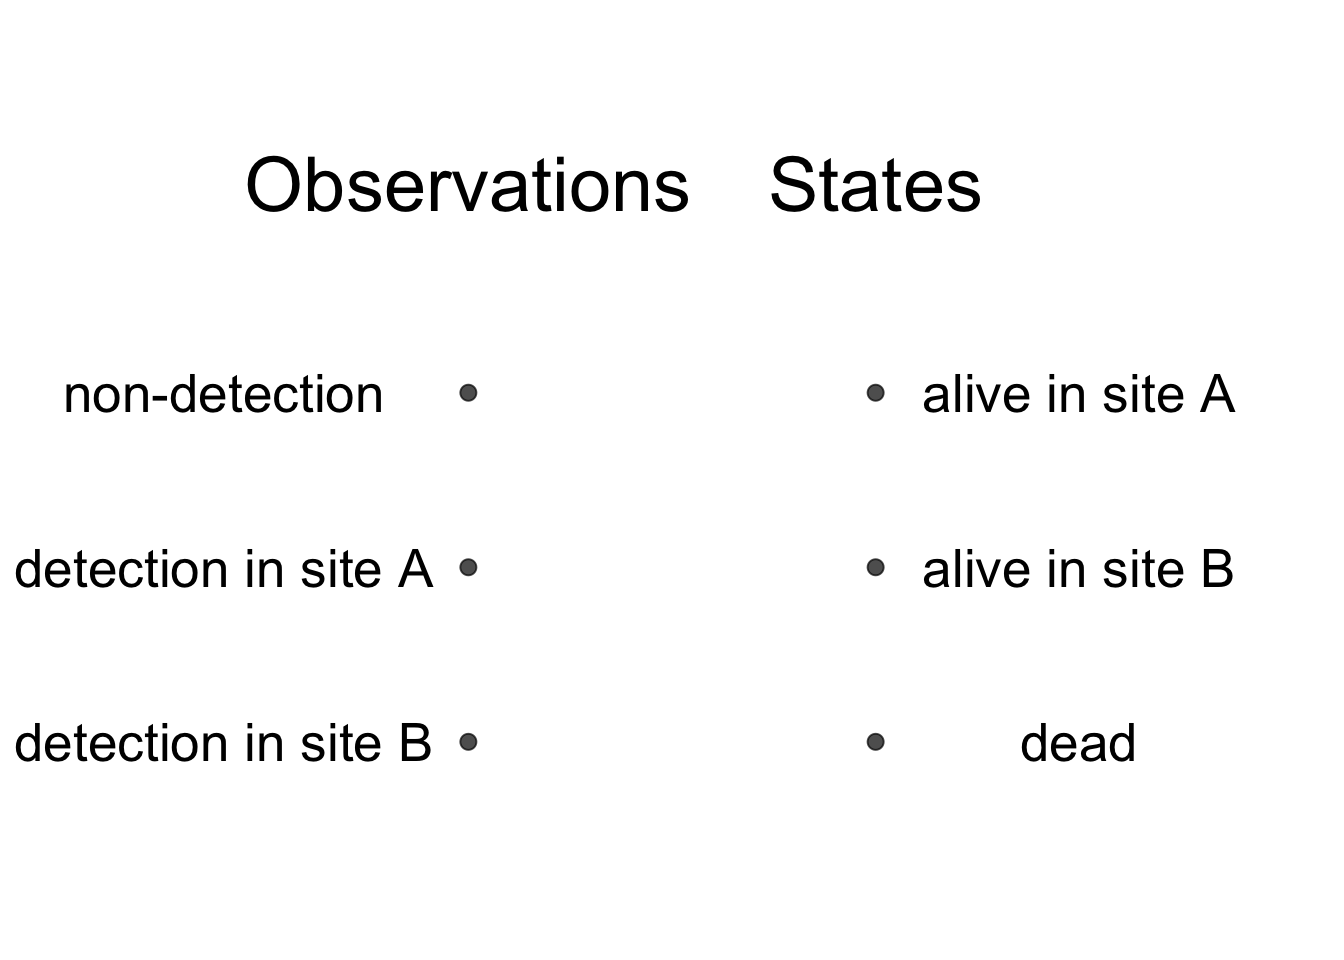 Observations States
non-detection alive in site A
detection in site A alive in site B
detection in site B dead